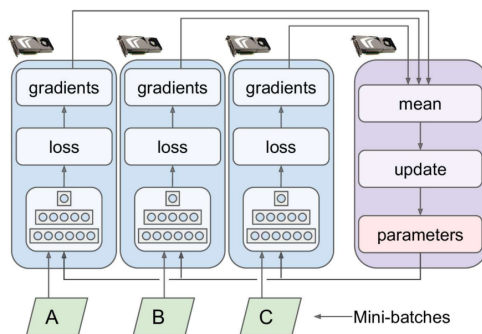 gradients
gradients
gradients
mean
loss
loss
loss
update
parameters
A
B
C
Mini-batches